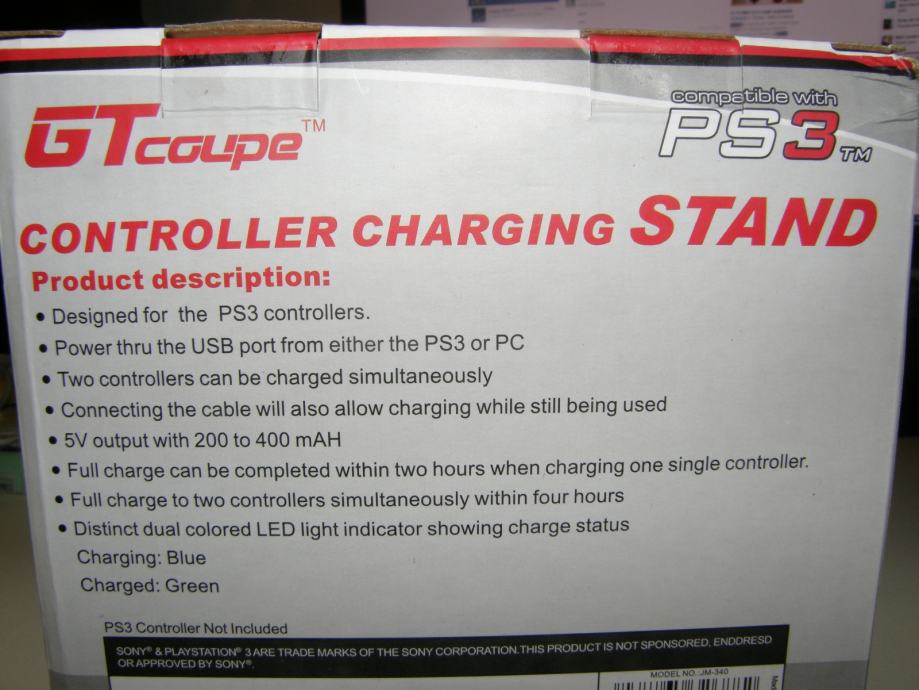 GTcoupe™
compatible with
PS3™
CONTROLLER CHARGING STAND
Product description:
• Designed for the PS3 controllers.
• Power thru the USB port from either the PS3 or PC
• Two controllers can be charged simultaneously
• Connecting the cable will also allow charging while still being used
• 5V output with 200 to 400 mAH
• Full charge can be completed within two hours when charging one single controller.
• Full charge to two controllers simultaneously within four hours
• Distinct dual colored LED light indicator showing charge status
Charging: Blue
Charged: Green
PS3 Controller Not Included
SONY® & PLAYSTATION® 3 ARE TRADE MARKS OF THE SONY CORPORATION.THIS PRODUCT IS NOT SPONSORED, ENDDRESD
OR APPROVED BY SONY®.
MODEL NO.:JM-340